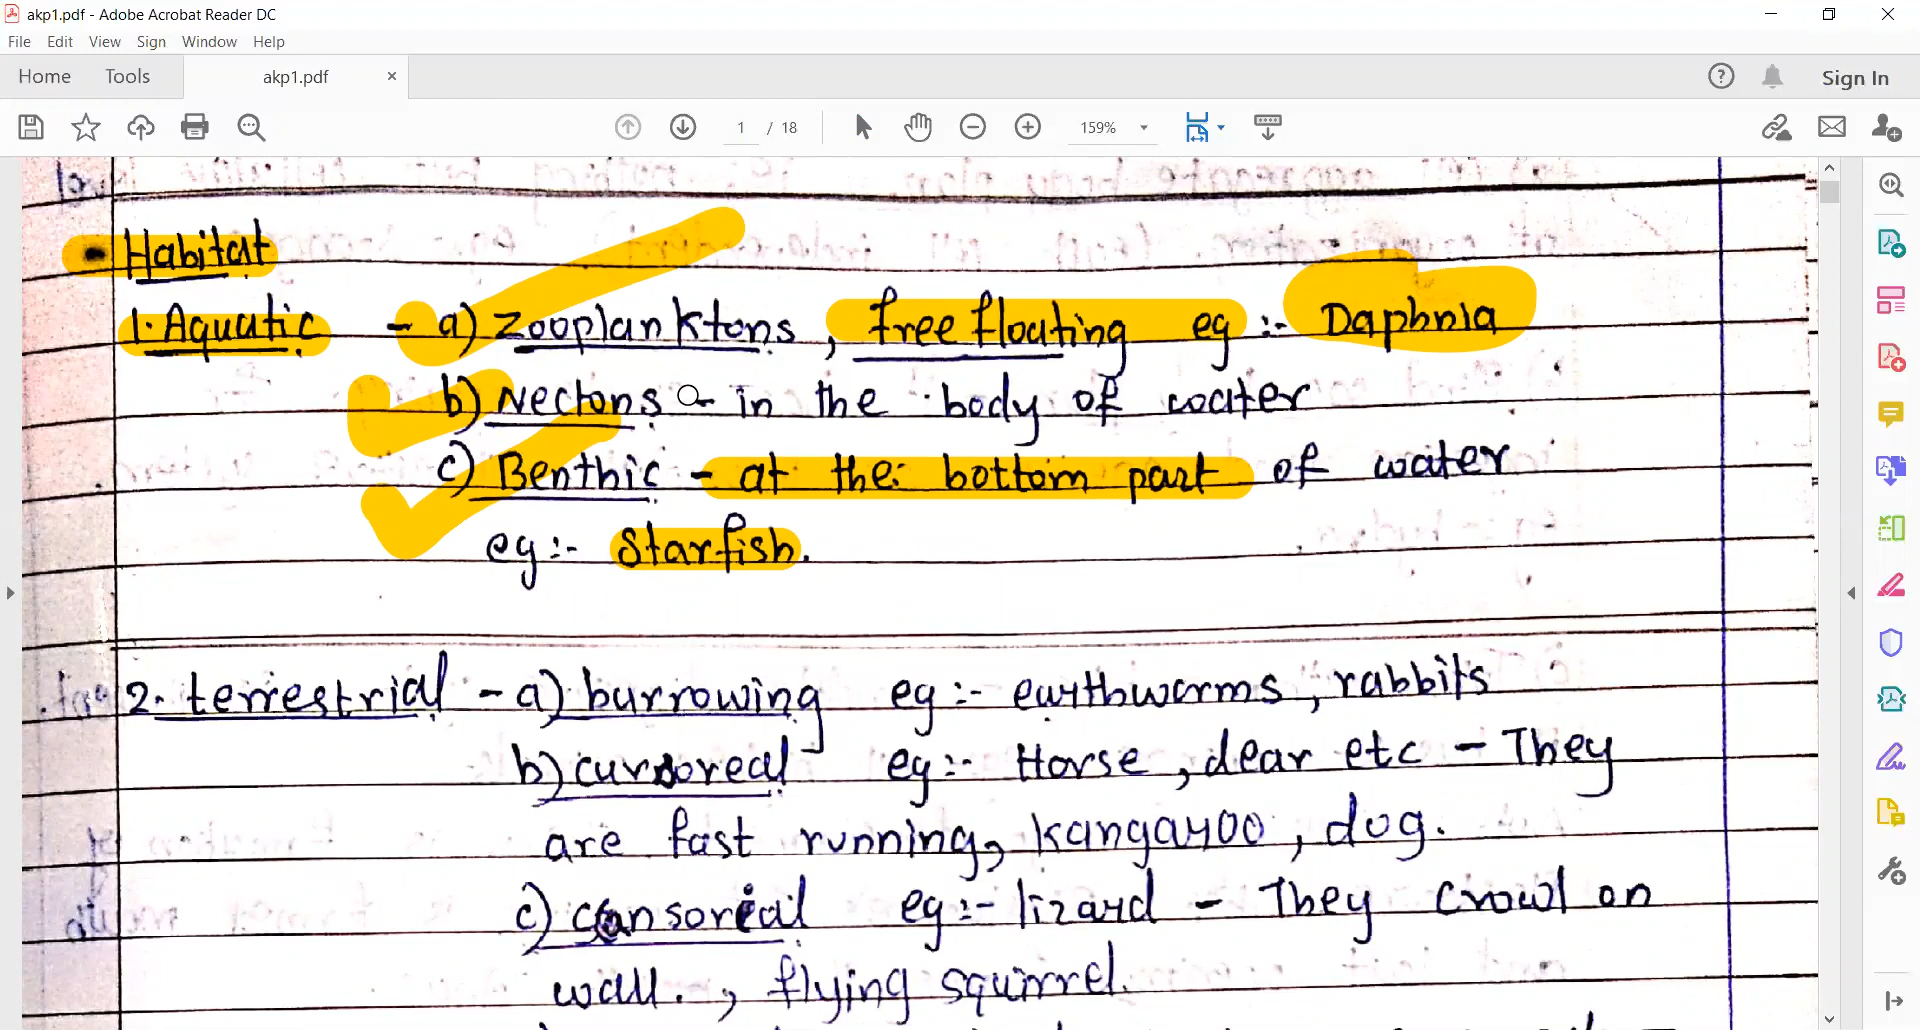 akp1.pdf - Adobe Acrobat Reader DC
File Edit View Sign Window Help
Home Tools akp1.pdf × Sign In
1 / 18 159%
Habitat
1. Aquatic - a) Zooplanktons, free floating eg :- Daphnia
b) Nectons - in the body of water
c) Benthic - at the bottom part of water
eg :- Starfish.
2. terrestrial - a) burrowing eg :- earthworms, rabbits
b) cursoreal eg :- Horse, dear etc - They
are fast running, kangaroo, dog.
c) cansoreal eg :- lizard - They crowl on
wall. , flying squirrel.